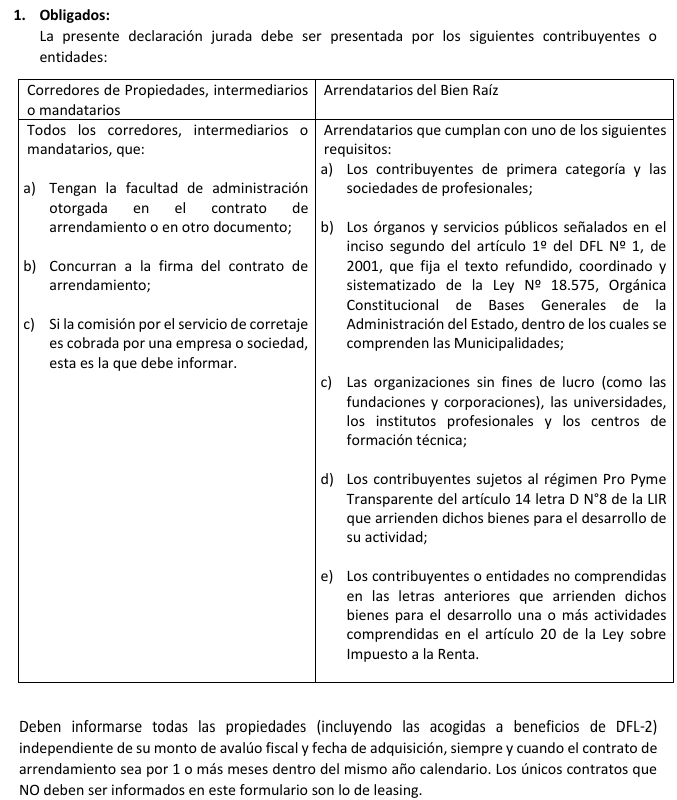 1. Obligados:
La presente declaración jurada debe ser presentada por los siguientes contribuyentes o
entidades:
Corredores de Propiedades, intermediarios
o mandatarios
Arrendatarios del Bien Raíz
Todos los corredores, intermediarios o
mandatarios, que:
a) Tengan la facultad de administración
otorgada en el contrato de
arrendamiento o en otro documento;
b) Concurran a la firma del contrato de
arrendamiento;
c) Si la comisión por el servicio de corretaje
es cobrada por una empresa o sociedad,
esta es la que debe informar.
Arrendatarios que cumplan con uno de los siguientes
requisitos:
a) Los contribuyentes de primera categoría y las
sociedades de profesionales;
b) Los órganos y servicios públicos señalados en el
inciso segundo del artículo 1º del DFL Nº 1, de
2001, que fija el texto refundido, coordinado y
sistematizado de la Ley Nº 18.575, Orgánica
Constitucional de Bases Generales de la
Administración del Estado, dentro de los cuales se
comprenden las Municipalidades;
c) Las organizaciones sin fines de lucro (como las
fundaciones y corporaciones), las universidades,
los institutos profesionales y los centros de
formación técnica;
d) Los contribuyentes sujetos al régimen Pro Pyme
Transparente del artículo 14 letra D N°8 de la LIR
que arrienden dichos bienes para el desarrollo de
su actividad;
e) Los contribuyentes o entidades no comprendidas
en las letras anteriores que arrienden dichos
bienes para el desarrollo una o más actividades
comprendidas en el artículo 20 de la Ley sobre
Impuesto a la Renta.
Deben informarse todas las propiedades (incluyendo las acogidas a beneficios de DFL-2)
independiente de su monto de avalúo fiscal y fecha de adquisición, siempre y cuando el contrato de
arrendamiento sea por 1 o más meses dentro del mismo año calendario. Los únicos contratos que
NO deben ser informados en este formulario son lo de leasing.